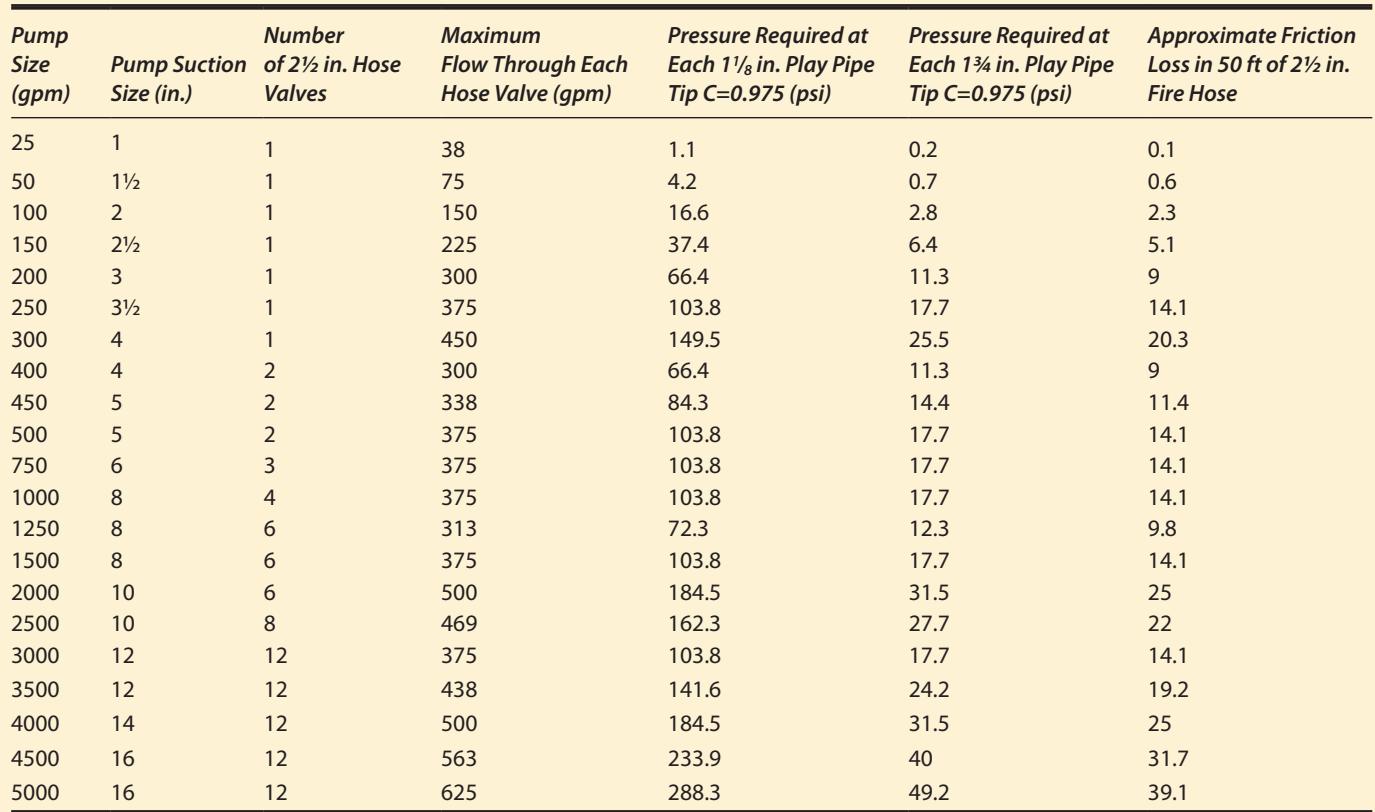 Pump Size (gpm) Pump Suction Size (in.) Number of 2½ in. Hose Valves Maximum Flow Through Each Hose Valve (gpm) Pressure Required at Each 1⅛ in. Play Pipe Tip C=0.975 (psi) Pressure Required at Each 1¾ in. Play Pipe Tip C=0.975 (psi) Approximate Friction Loss in 50 ft of 2½ in. Fire Hose
25 1 1 38 1.1 0.2 0.1
50 1½ 1 75 4.2 0.7 0.6
100 2 1 150 16.6 2.8 2.3
150 2½ 1 225 37.4 6.4 5.1
200 3 1 300 66.4 11.3 9
250 3½ 1 375 103.8 17.7 14.1
300 4 1 450 149.5 25.5 20.3
400 4 2 300 66.4 11.3 9
450 5 2 338 84.3 14.4 11.4
500 5 2 375 103.8 17.7 14.1
750 6 3 375 103.8 17.7 14.1
1000 8 4 375 103.8 17.7 14.1
1250 8 6 313 72.3 12.3 9.8
1500 8 6 375 103.8 17.7 14.1
2000 10 6 500 184.5 31.5 25
2500 10 8 469 162.3 27.7 22
3000 12 12 375 103.8 17.7 14.1
3500 12 12 438 141.6 24.2 19.2
4000 14 12 500 184.5 31.5 25
4500 16 12 563 233.9 40 31.7
5000 16 12 625 288.3 49.2 39.1